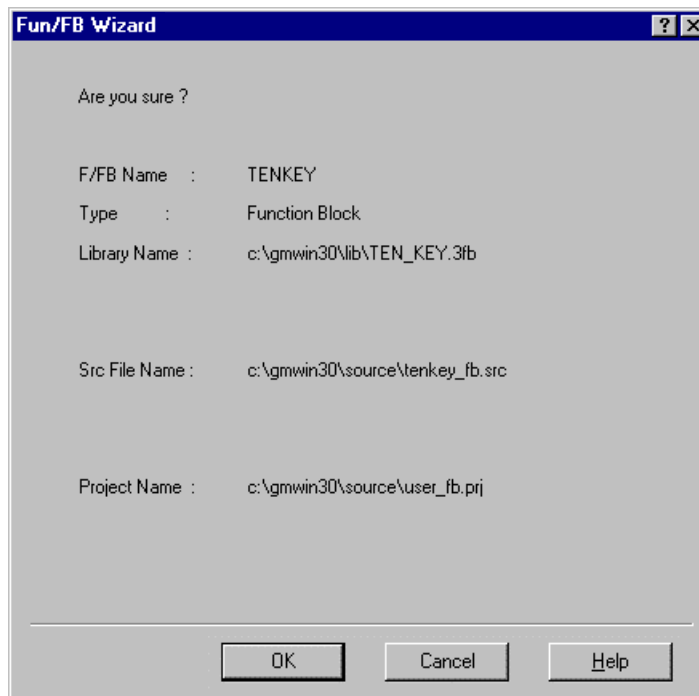 Fun/FB Wizard
Are you sure ?
F/FB Name : TENKEY
Type : Function Block
Library Name : c:\gmwin30\lib\TEN_KEY.3fb
Src File Name : c:\gmwin30\source\tenkey_fb.src
Project Name : c:\gmwin30\source\user_fb.prj
OK Cancel Help